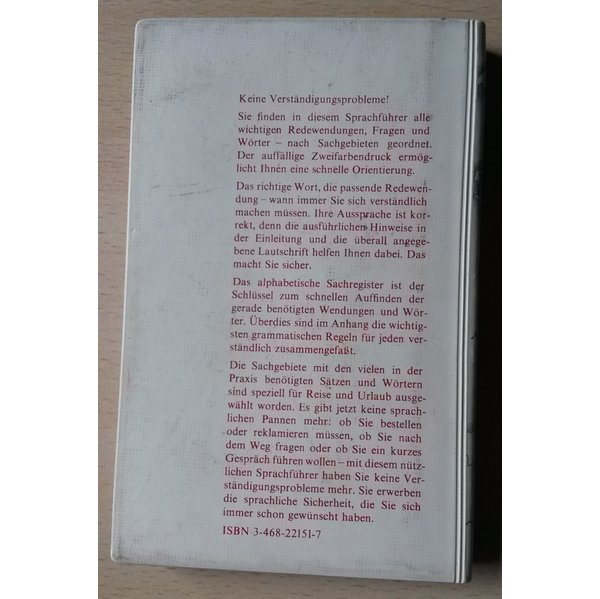 Keine Verständigungsprobleme!
Sie finden in diesem Sprachführer alle
wichtigen Redewendungen, Fragen und
Wörter – nach Sachgebieten geordnet.
Der auffällige Zweifarbendruck ermög-
licht Ihnen eine schnelle Orientierung.
Das richtige Wort, die passende Redewen-
dung – wann immer Sie sich verständlich
machen müssen. Ihre Aussprache ist kor-
rekt, denn die ausführlichen Hinweise in
der Einleitung und die überall angege-
bene Lautschrift helfen Ihnen dabei. Das
macht Sie sicher.
Das alphabetische Sachregister ist der
Schlüssel zum schnellen Auffinden der
gerade benötigten Wendungen und Wör-
ter. Überdies sind im Anhang die wichtig-
sten grammatischen Regeln für jeden ver-
ständlich zusammengefaßt.
Die Sachgebiete mit den vielen in der
Praxis benötigten Sätzen und Wörtern
sind speziell für Reise und Urlaub ausge-
wählt worden. Es gibt jetzt keine sprach-
lichen Pannen mehr: ob Sie bestellen
oder reklamieren müssen, ob Sie nach
dem Weg fragen oder ob Sie ein kurzes
Gespräch führen wollen – mit diesem nütz-
lichen Sprachführer haben Sie keine Ver-
ständigungsprobleme mehr. Sie erwerben
die sprachliche Sicherheit, die Sie sich
immer schon gewünscht haben.
ISBN 3-468-22151-7